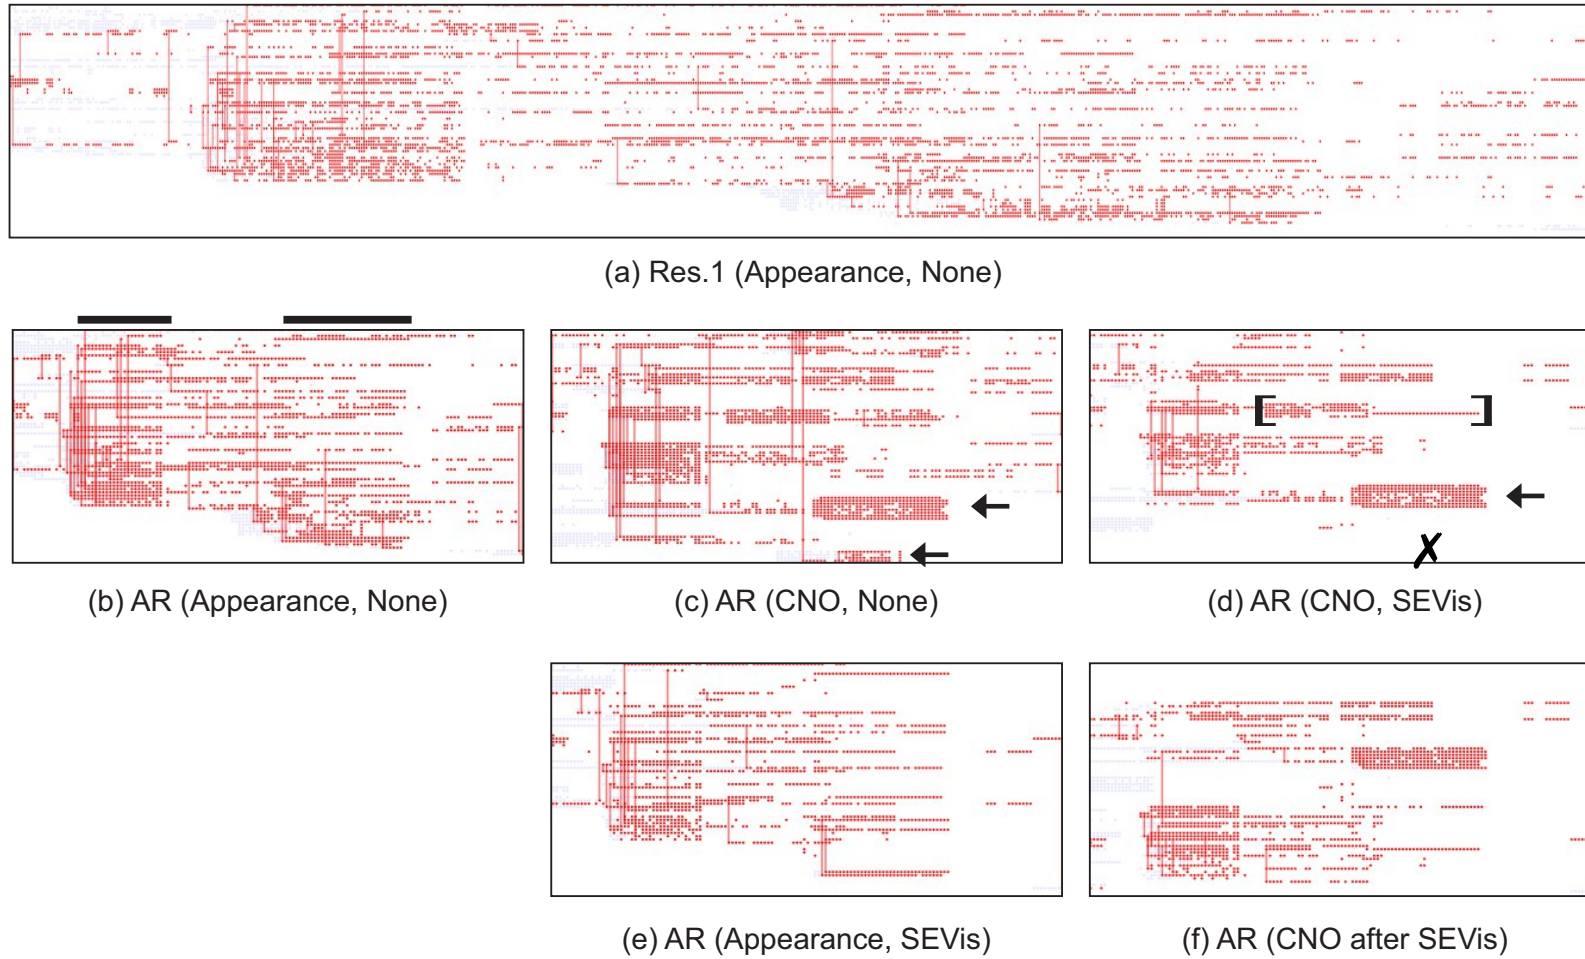 (a) Res.1 (Appearance, None)
(b) AR (Appearance, None)
(c) AR (CNO, None)
(d) AR (CNO, SEVis)
(e) AR (Appearance, SEVis)
(f) AR (CNO after SEVis)